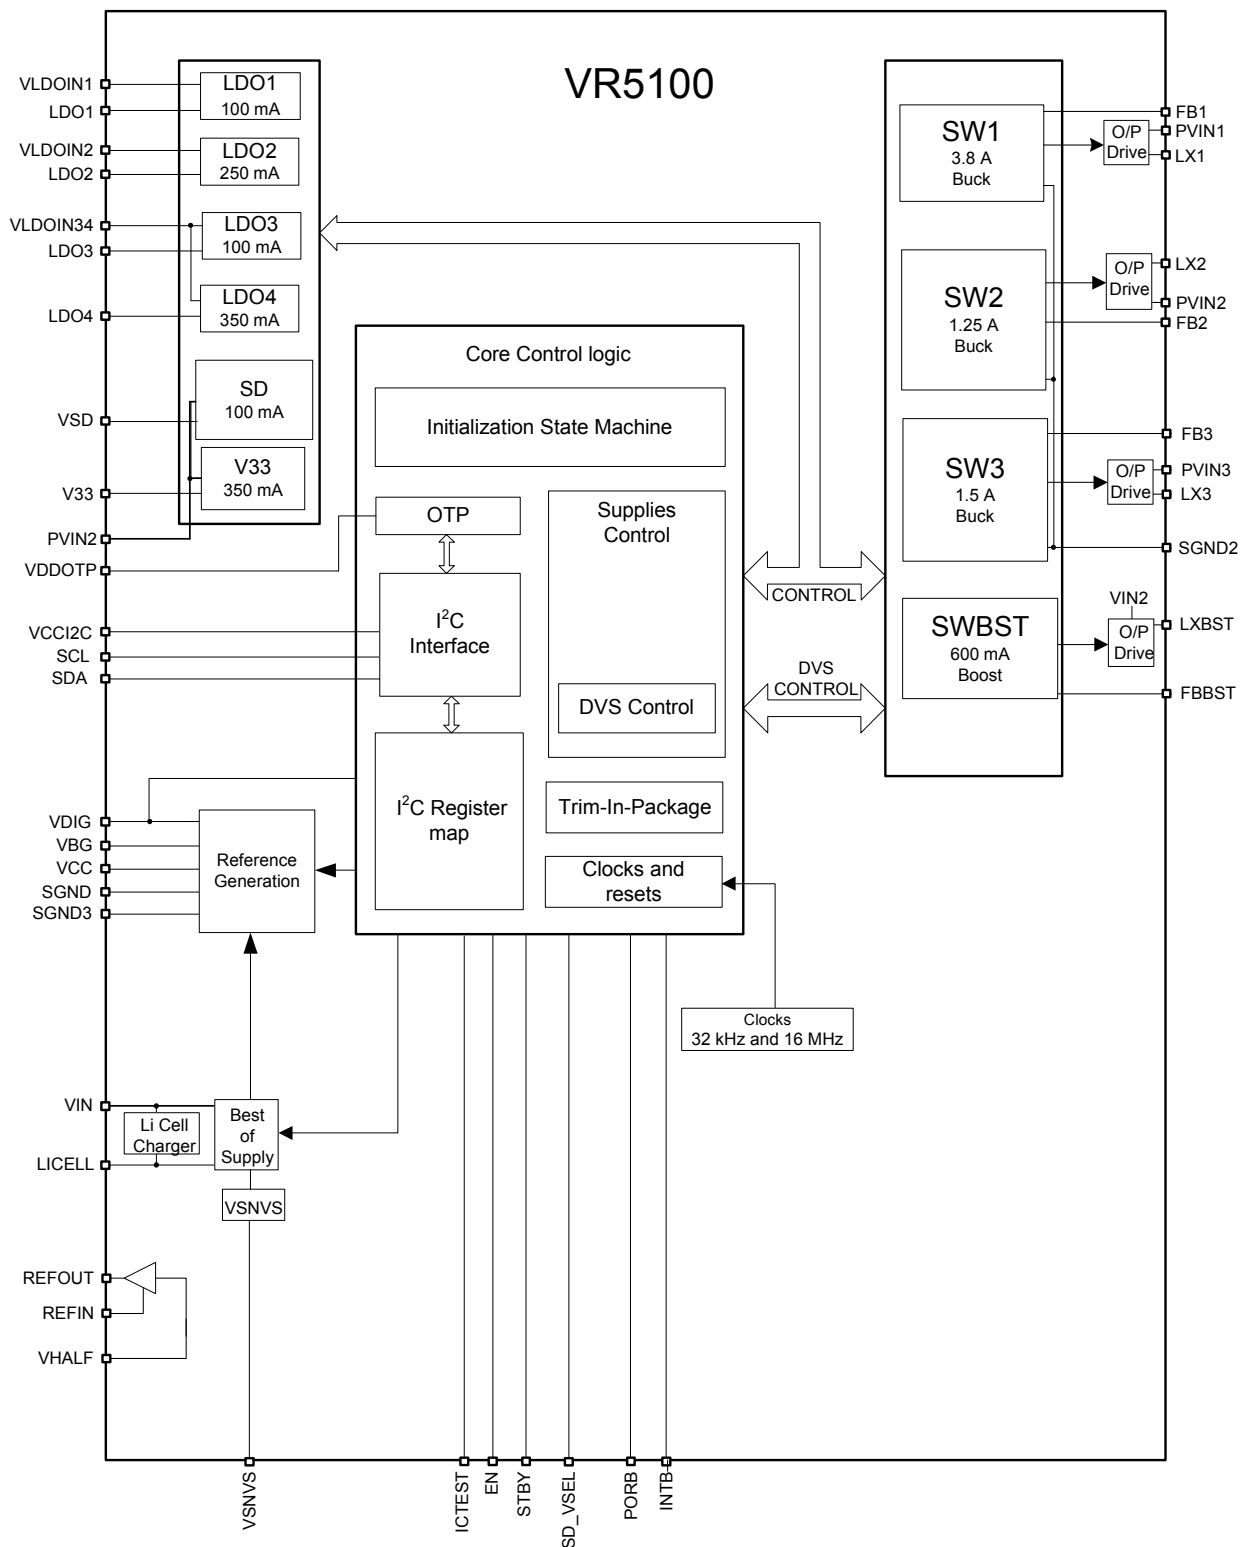 VR5100
VLDOIN1
LDO1
VLDOIN2
LDO2
VLDOIN34
LDO3
LDO4
VSD
V33
PVIN2
VDDOTP
VCCI2C
SCL
SDA
VDIG
VBG
VCC
SGND
SGND3
VIN
LICELL
REFOUT
REFIN
VHALF
LDO1
100 mA
LDO2
250 mA
LDO3
100 mA
LDO4
350 mA
SD
100 mA
V33
350 mA
Core Control logic
Initialization State Machine
OTP
I²C
Interface
I²C Register
map
Supplies
Control
DVS Control
Trim-In-Package
Clocks and
resets
Clocks
32 kHz and 16 MHz
Reference
Generation
Li Cell
Charger
Best
of
Supply
VSNVS
CONTROL
DVS
CONTROL
SW1
3.8 A
Buck
SW2
1.25 A
Buck
SW3
1.5 A
Buck
SWBST
600 mA
Boost
O/P
Drive
O/P
Drive
O/P
Drive
VIN2
O/P
Drive
FB1
PVIN1
LX1
LX2
PVIN2
FB2
FB3
PVIN3
LX3
SGND2
LXBST
FBBST
VSNVS
ICTEST
EN
STBY
SD_VSEL
PORB
INTB